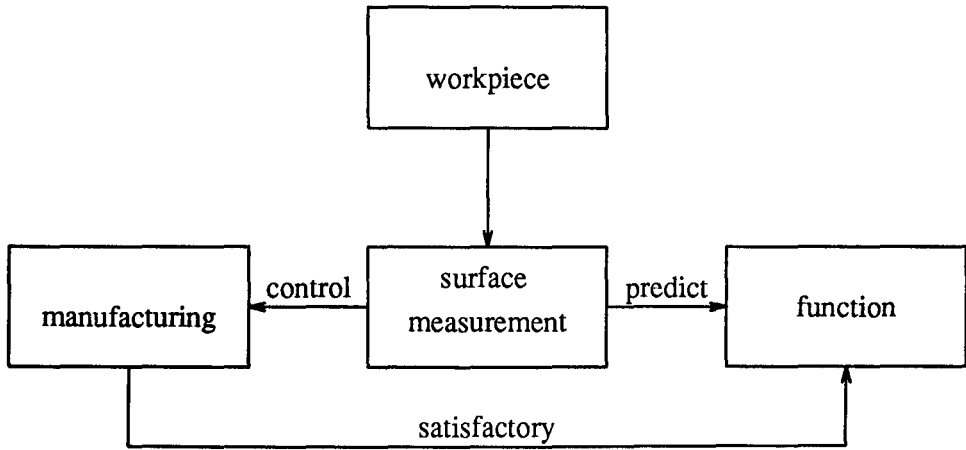 workpiece
control
surface
measurement
predict
manufacturing
function
satisfactory